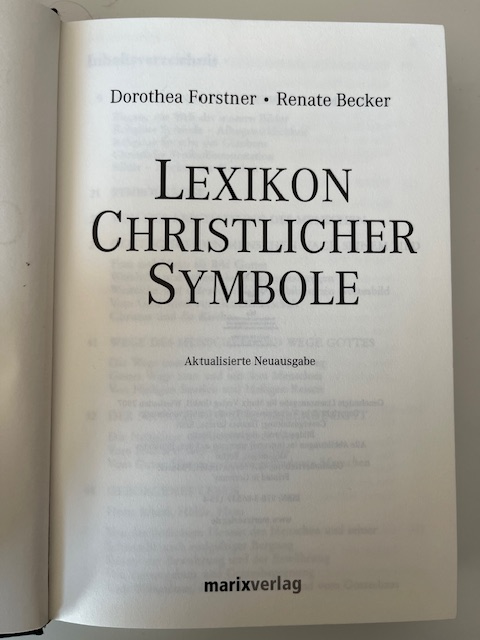 Dorothea Forstner • Renate Becker
LEXIKON
CHRISTLICHER
SYMBOLE
Aktualisierte Neuausgabe
marixverlag